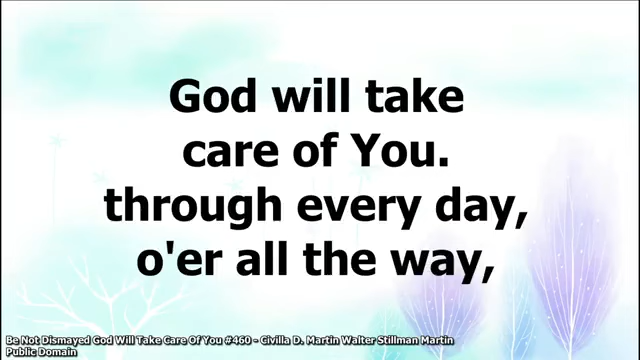 God will take
care of You.
through every day,
o'er all the way,
Be Not Dismayed God Will Take Care Of You #460 - Civilla D. Martin Walter Stillman Martin
Public Domain